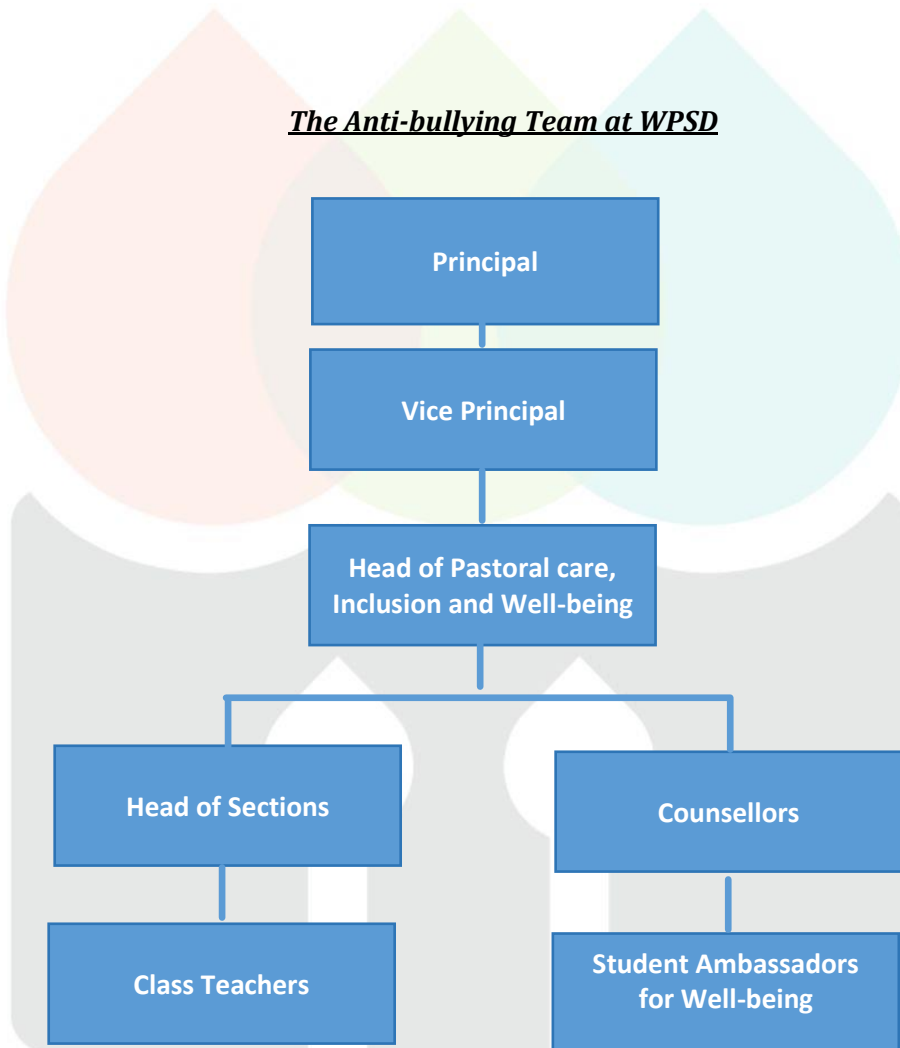 The Anti-bullying Team at WPSD
Principal
Vice Principal
Head of Pastoral care,
Inclusion and Well-being
Head of Sections
Counsellors
Class Teachers
Student Ambassadors
for Well-being